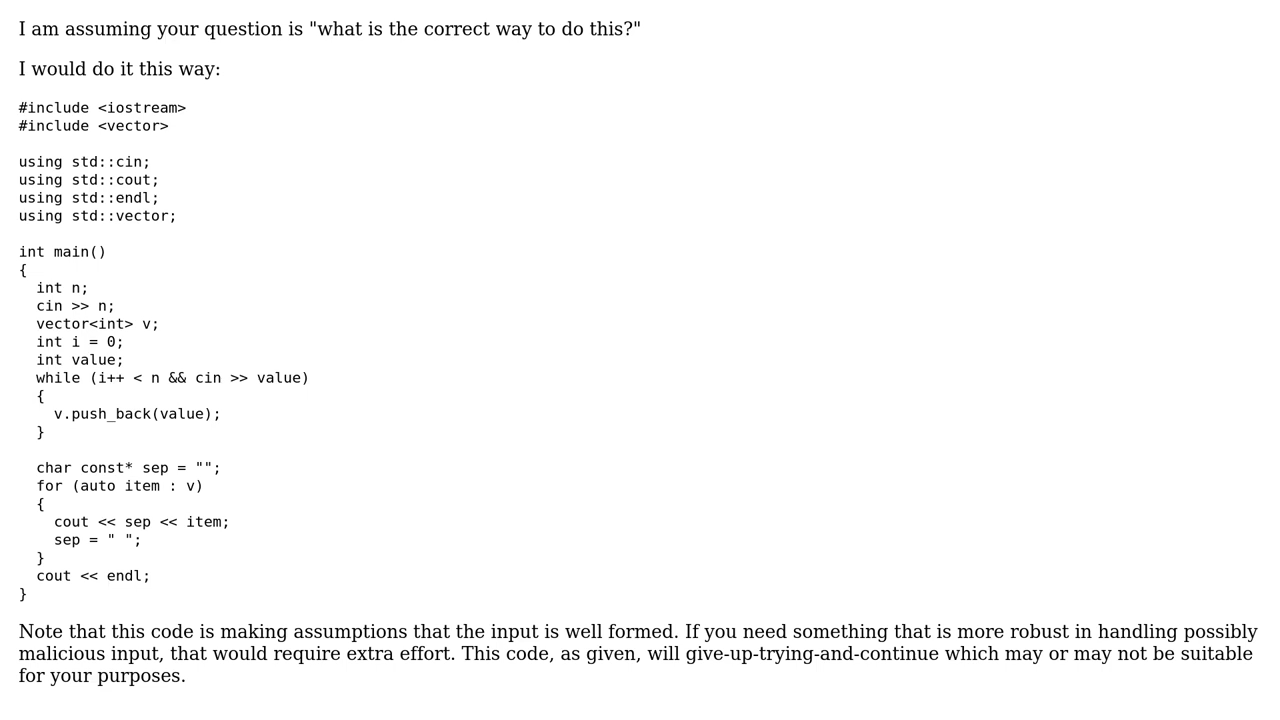 I am assuming your question is "what is the correct way to do this?"
I would do it this way:
#include <iostream>
#include <vector>
using std::cin;
using std::cout;
using std::endl;
using std::vector;
int main()
{
  int n;
  cin >> n;
  vector<int> v;
  int i = 0;
  int value;
  while (i++ < n && cin >> value)
  {
    v.push_back(value);
  }
  char const* sep = "";
  for (auto item : v)
  {
    cout << sep << item;
    sep = " ";
  }
  cout << endl;
}
Note that this code is making assumptions that the input is well formed. If you need something that is more robust in handling possibly
malicious input, that would require extra effort. This code, as given, will give-up-trying-and-continue which may or may not be suitable
for your purposes.